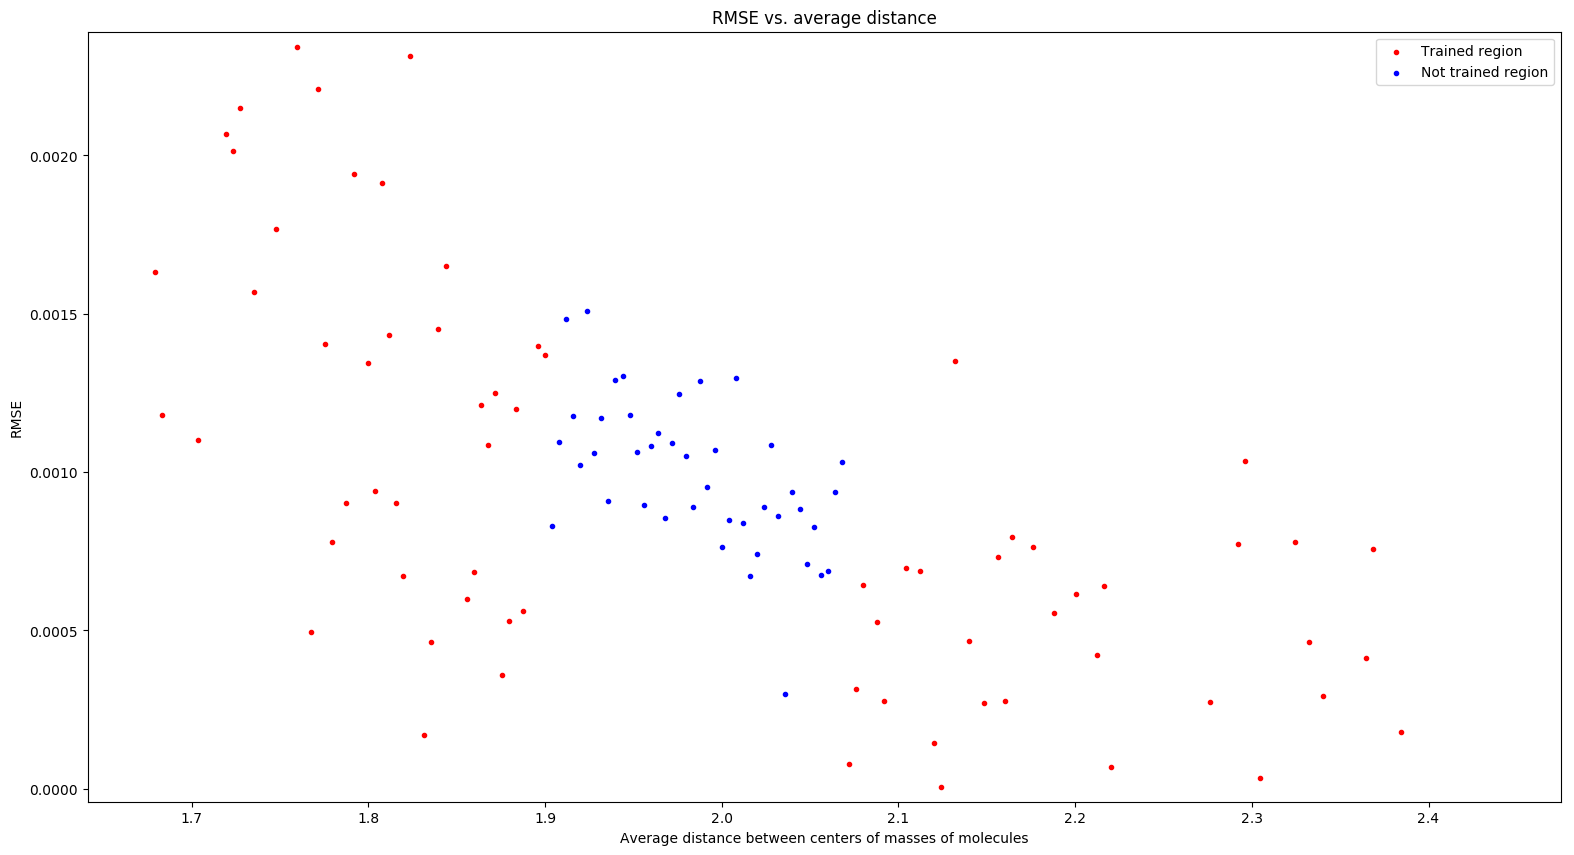 RMSE vs. average distance
Trained region
Not trained region
RMSE
0.0020
0.0015
0.0010
0.0005
0.0000
1.7
1.8
1.9
2.0
2.1
2.2
2.3
2.4
Average distance between centers of masses of molecules